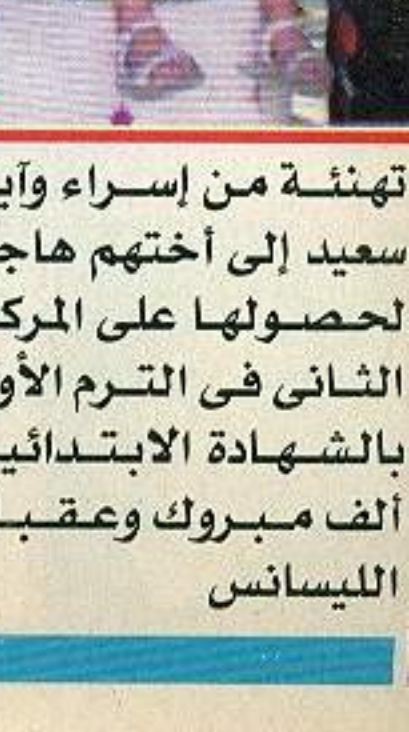 تهنئة من إسراء
سعيد إلى أختهم
لحصولها على
الثانى فى الترم
بالشهادة
ألف مبروك
الليسانس